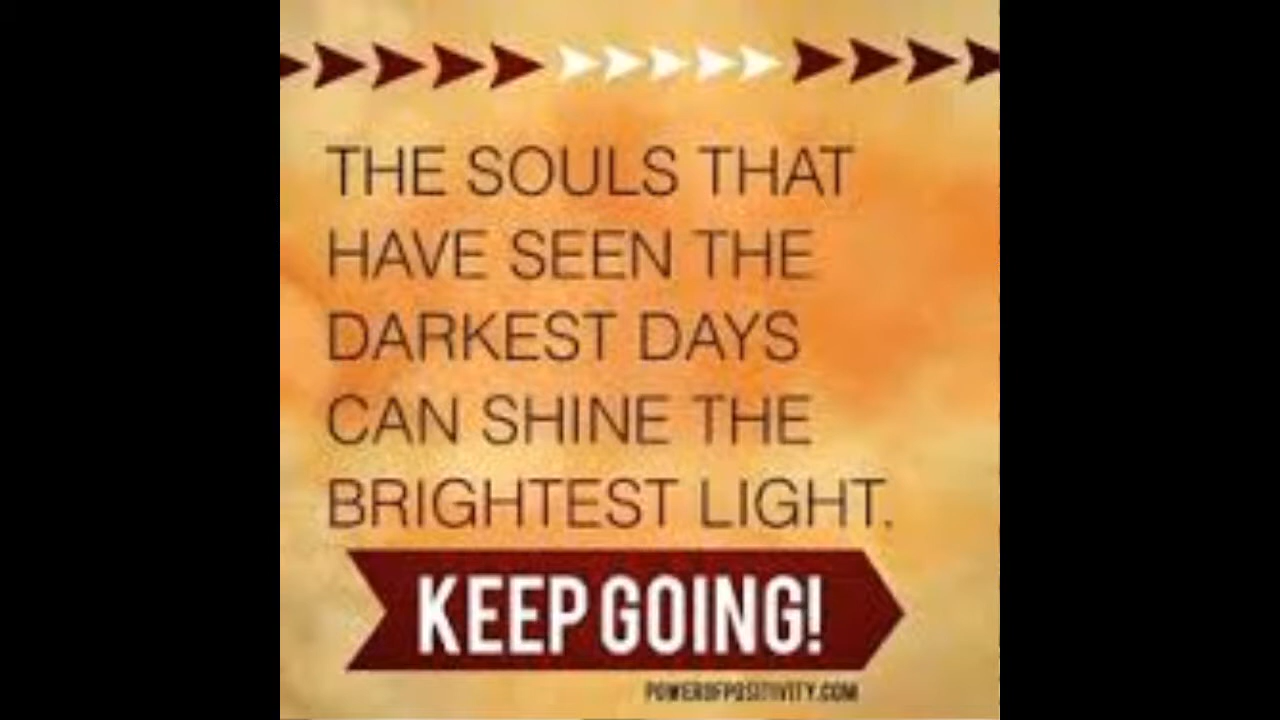 THE SOULS THAT
HAVE SEEN THE
DARKEST DAYS
CAN SHINE THE
BRIGHTEST LIGHT.
KEEP GOING!
POWEROFPOSITIVITY.COM